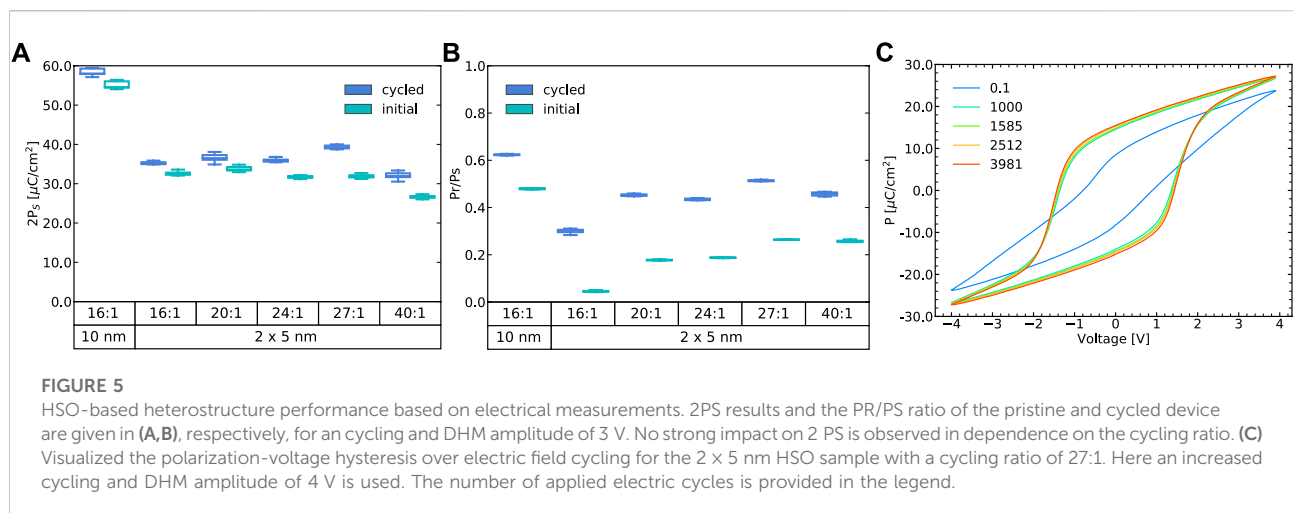 A
60.0
50.0
40.0
30.0
20.0
10.0
0.0
2Ps [µC/cm²]
cycled
initial
16:1 16:1 20:1 24:1 27:1 40:1
10 nm 2 x 5 nm
B
1.0
0.8
0.6
0.4
0.2
0.0
Pr/Ps
cycled
initial
16:1 16:1 20:1 24:1 27:1 40:1
10 nm 2 x 5 nm
C
30.0
20.0
10.0
0.0
-10.0
-20.0
-30.0
P [µC/cm²]
0.1
1000
1585
2512
3981
−4 −3 −2 −1 0 1 2 3 4
Voltage [V]
FIGURE 5
HSO-based heterostructure performance based on electrical measurements. 2PS results and the PR/PS ratio of the pristine and cycled device
are given in (A,B), respectively, for an cycling and DHM amplitude of 3 V. No strong impact on 2 PS is observed in dependence on the cycling ratio. (C)
Visualized the polarization-voltage hysteresis over electric field cycling for the 2 × 5 nm HSO sample with a cycling ratio of 27:1. Here an increased
cycling and DHM amplitude of 4 V is used. The number of applied electric cycles is provided in the legend.